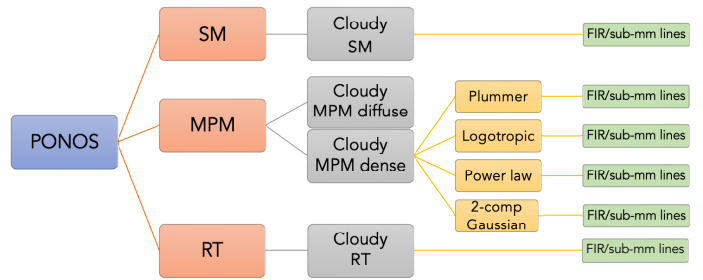 PONOS
SM
Cloudy
SM
FIR/sub-mm lines
MPM
Cloudy
MPM diffuse
Cloudy
MPM dense
Plummer
FIR/sub-mm lines
Logotropic
FIR/sub-mm lines
Power law
FIR/sub-mm lines
2-comp
Gaussian
FIR/sub-mm lines
RT
Cloudy
RT
FIR/sub-mm lines